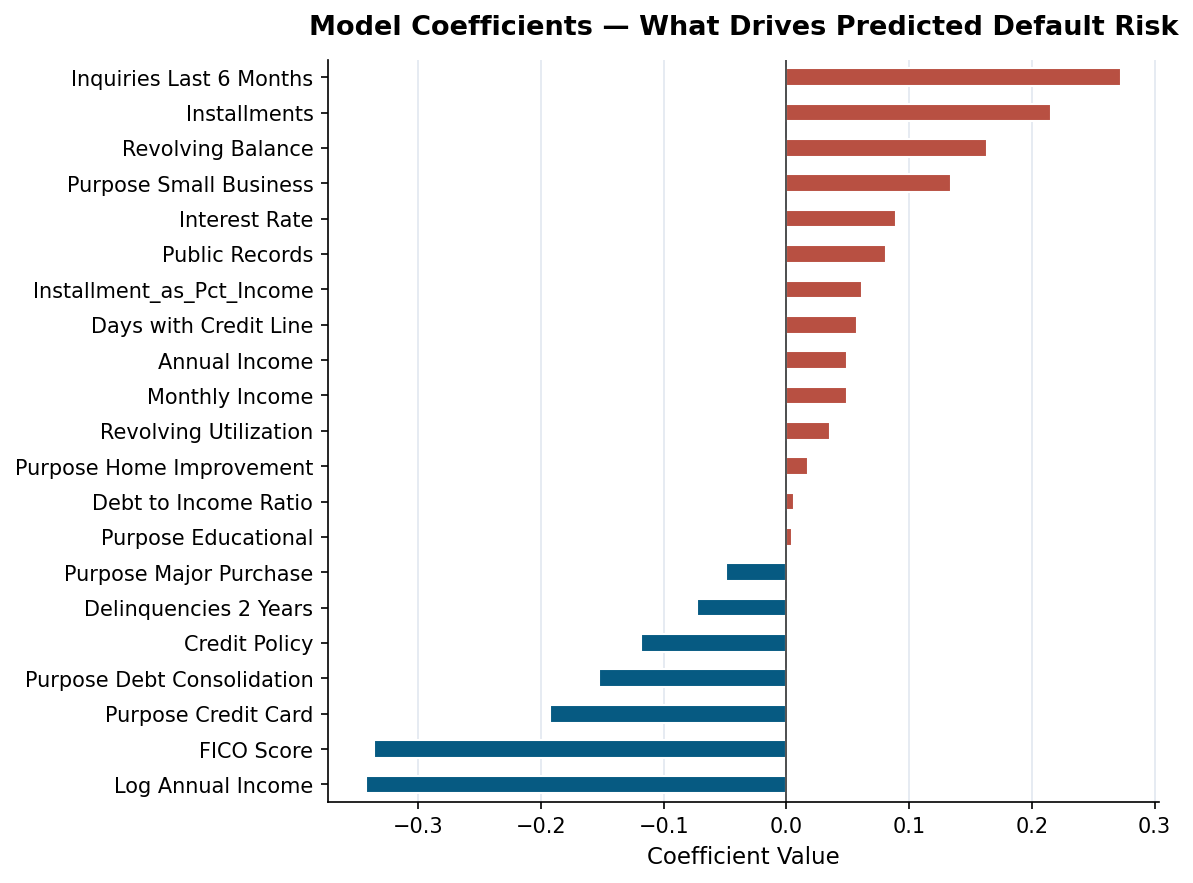 Model Coefficients — What Drives Predicted Default Risk
Inquiries Last 6 Months
Installments
Revolving Balance
Purpose Small Business
Interest Rate
Public Records
Installment_as_Pct_Income
Days with Credit Line
Annual Income
Monthly Income
Revolving Utilization
Purpose Home Improvement
Debt to Income Ratio
Purpose Educational
Purpose Major Purchase
Delinquencies 2 Years
Credit Policy
Purpose Debt Consolidation
Purpose Credit Card
FICO Score
Log Annual Income
−0.3 −0.2 −0.1 0.0 0.1 0.2 0.3
Coefficient Value